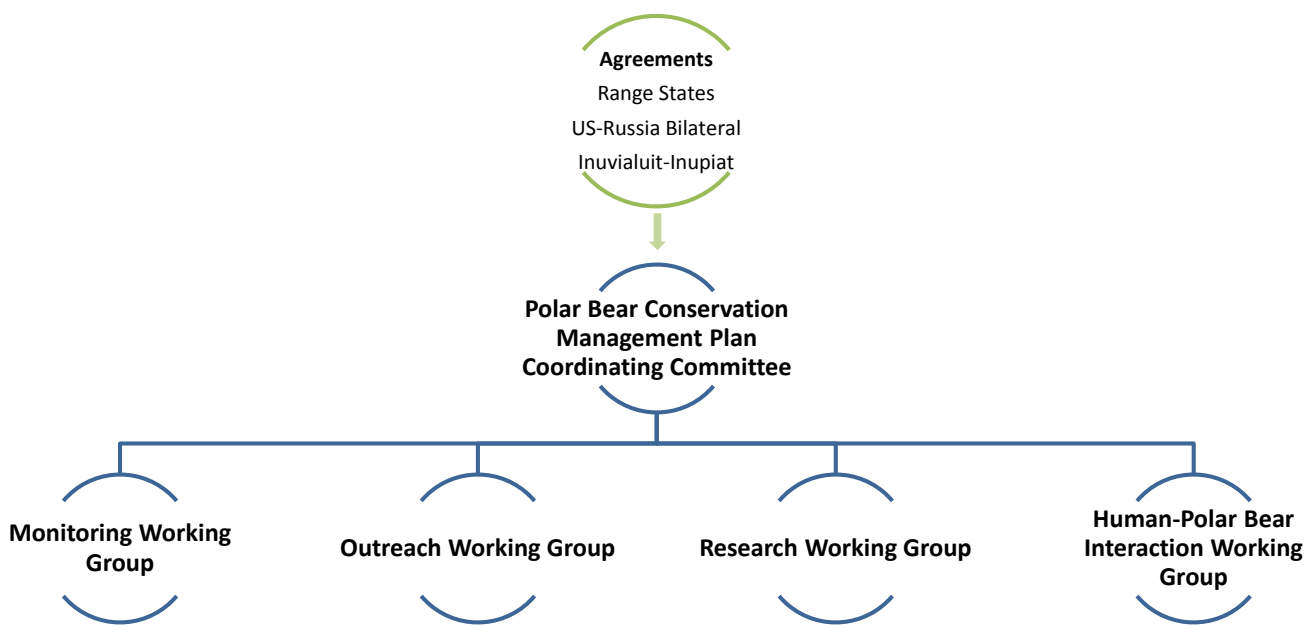 Agreements
Range States
US-Russia Bilateral
Inuvialuit-Inupiat
Polar Bear Conservation
Management Plan
Coordinating Committee
Monitoring Working
Group
Outreach Working Group
Research Working Group
Human-Polar Bear
Interaction Working
Group